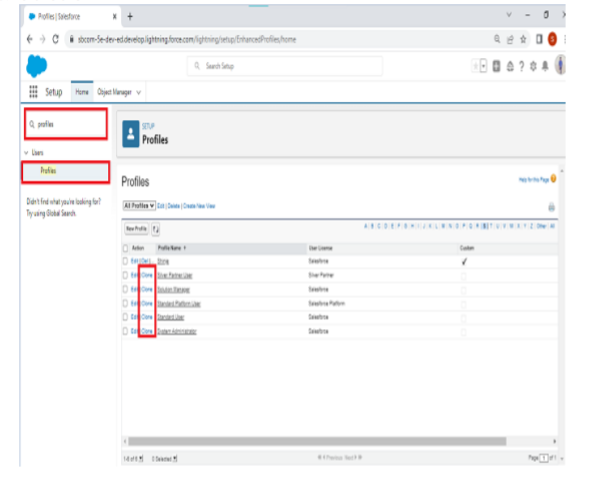 Profiles | Salesforce
sbcom-5e-dev-ed.develop.lightning.force.com/lightning/setup/EnhancedProfiles/home
Search Setup
Setup Home Object Manager
profiles
Users
Profiles
Didn't find what you're looking for?
Try using Global Search.
SETUP
Profiles
Profiles
Help for this Page
All Profiles Edit | Delete | Create New View
New Profile
A B C D E F G H I J K L M N O P Q R S T U V W X Y Z Other All
Action Profile Name User License Custom
Salesforce
Edit Clone Silver Partner User Silver Partner
Edit Clone Solution Manager Salesforce
Edit Clone Standard Platform User Salesforce Platform
Edit Clone Standard User Salesforce
Edit Clone System Administrator Salesforce
1-6 of 6 0 Selected Previous Next Page 1 of 1